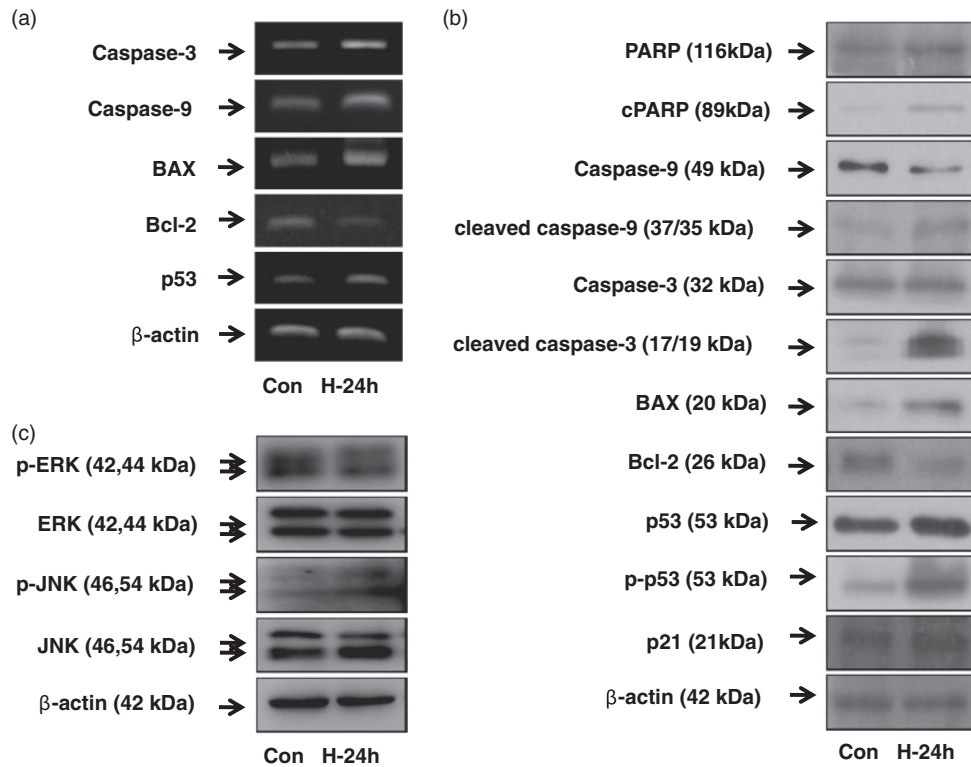 (a)
Caspase-3
Caspase-9
BAX
Bcl-2
p53
β-actin
Con H-24h
(b)
PARP (116kDa)
cPARP (89kDa)
Caspase-9 (49 kDa)
cleaved caspase-9 (37/35 kDa)
Caspase-3 (32 kDa)
cleaved caspase-3 (17/19 kDa)
BAX (20 kDa)
Bcl-2 (26 kDa)
p53 (53 kDa)
p-p53 (53 kDa)
p21 (21kDa)
β-actin (42 kDa)
Con H-24h
(c)
p-ERK (42,44 kDa)
ERK (42,44 kDa)
p-JNK (46,54 kDa)
JNK (46,54 kDa)
β-actin (42 kDa)
Con H-24h